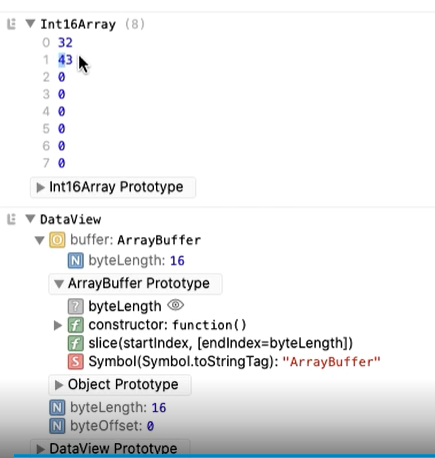 E Int16Array (8)
0 32
1 43
2 0
3 0
4 0
5 0
6 0
7 0
Int16Array Prototype
E DataView
O buffer: ArrayBuffer
N byteLength: 16
ArrayBuffer Prototype
? byteLength
f constructor: function()
f slice(startIndex, [endIndex=byteLength])
S Symbol(Symbol.toStringTag): "ArrayBuffer"
Object Prototype
N byteLength: 16
N byteOffset: 0
DataView Prototype